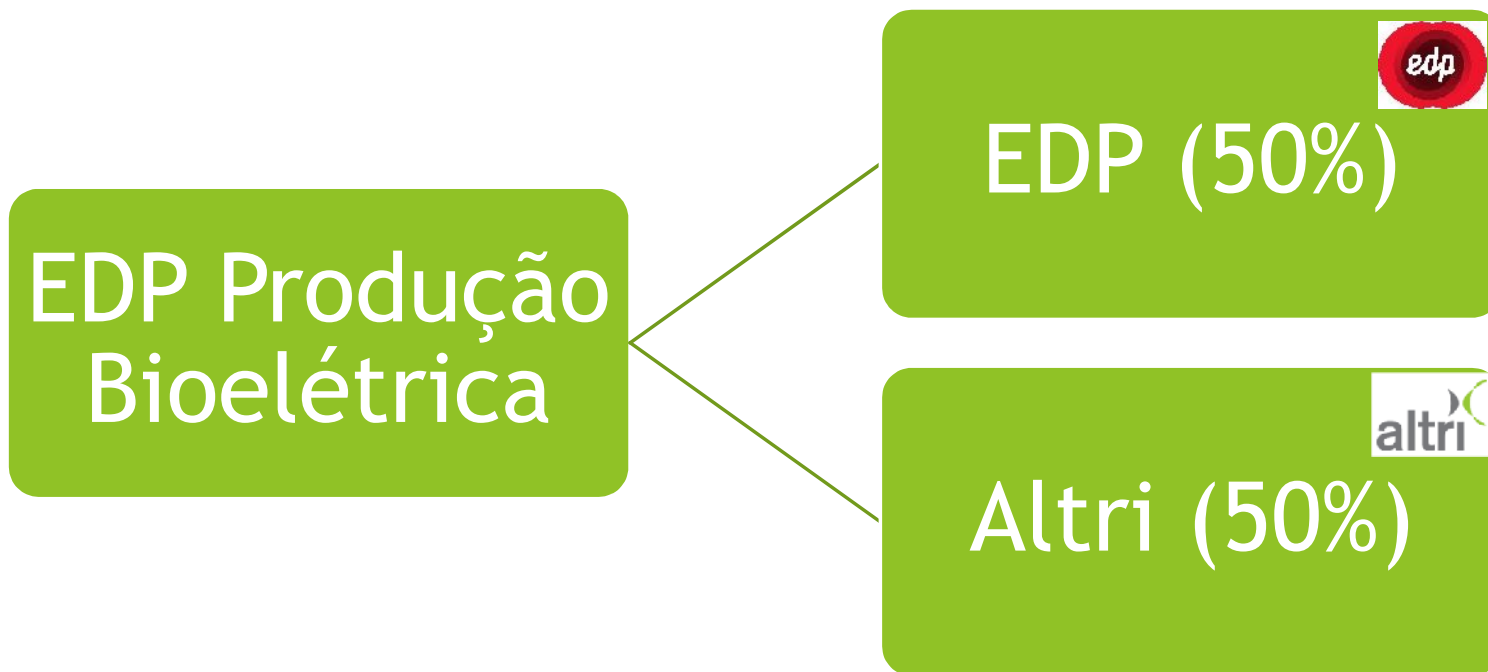 EDP Produção
Bioelétrica
edp
EDP (50%)
altri
Altri (50%)